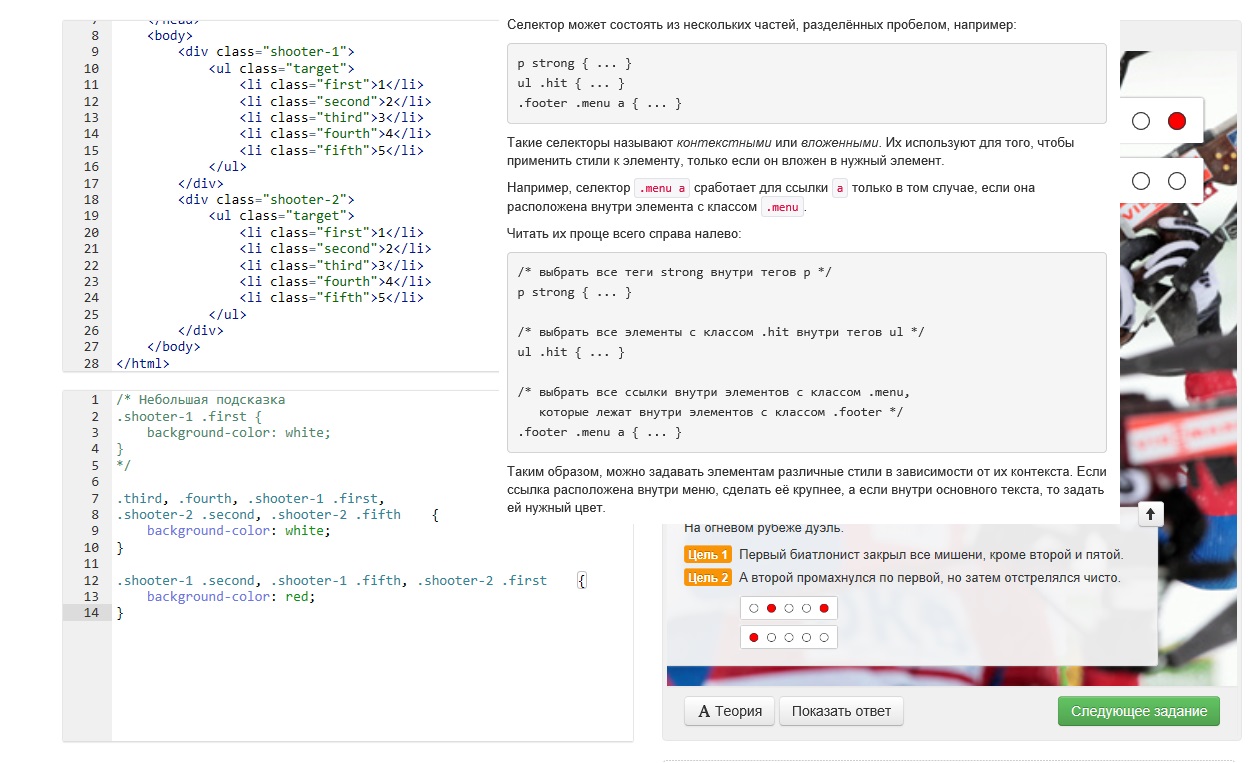 7 </head>
8 <body>
9 <div class="shooter-1">
10 <ul class="target">
11 <li class="first">1</li>
12 <li class="second">2</li>
13 <li class="third">3</li>
14 <li class="fourth">4</li>
15 <li class="fifth">5</li>
16 </ul>
17 </div>
18 <div class="shooter-2">
19 <ul class="target">
20 <li class="first">1</li>
21 <li class="second">2</li>
22 <li class="third">3</li>
23 <li class="fourth">4</li>
24 <li class="fifth">5</li>
25 </ul>
26 </div>
27 </body>
28 </html>
1 /* Небольшая подсказка
2 .shooter-1 .first {
3 background-color: white;
4 }
5 */
6
7 .third, .fourth, .shooter-1 .first,
8 .shooter-2 .second, .shooter-2 .fifth {
9 background-color: white;
10 }
11
12 .shooter-1 .second, .shooter-1 .fifth, .shooter-2 .first {
13 background-color: red;
14 }
Селектор может состоять из нескольких частей, разделённых пробелом, например:
p strong { ... }
ul .hit { ... }
.footer .menu a { ... }
Такие селекторы называют контекстными или вложенными. Их используют для того, чтобы
применить стили к элементу, только если он вложен в нужный элемент.
Например, селектор .menu a сработает для ссылки a только в том случае, если она
расположена внутри элемента с классом .menu.
Читать их проще всего справа налево:
/* выбрать все теги strong внутри тегов p */
p strong { ... }
/* выбрать все элементы с классом .hit внутри тегов ul */
ul .hit { ... }
/* выбрать все ссылки внутри элементов с классом .menu,
которые лежат внутри элементов с классом .footer */
.footer .menu a { ... }
Таким образом, можно задавать элементам различные стили в зависимости от их контекста. Если
ссылка расположена внутри меню, сделать её крупнее, а если внутри основного текста, то задать
ей нужный цвет.
На огневом рубеже дуэль.
Цель 1 Первый биатлонист закрыл все мишени, кроме второй и пятой.
Цель 2 А второй промахнулся по первой, но затем отстрелялся чисто.
A Теория
Показать ответ
Следующее задание